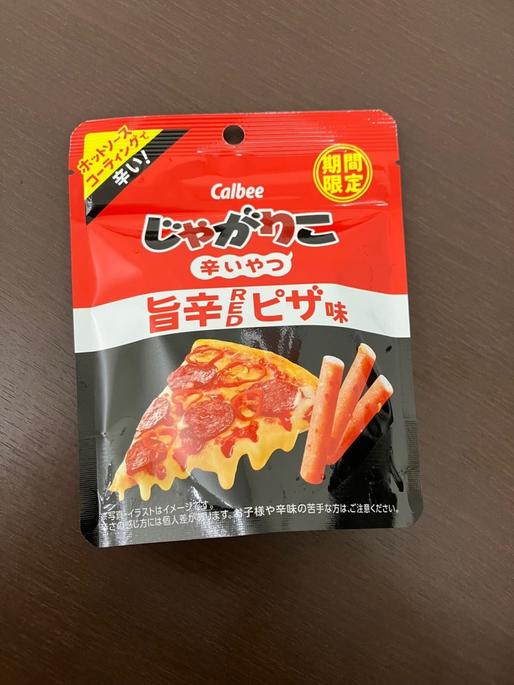 ホットソース
コーティングで
辛い!
期間
限定
Calbee
じゃがりこ
辛いやつ
旨辛REDピザ味
※写真・イラストはイメージです。
辛さの感じ方には個人差があります。お子様や辛味の苦手な方は、ご注意ください。